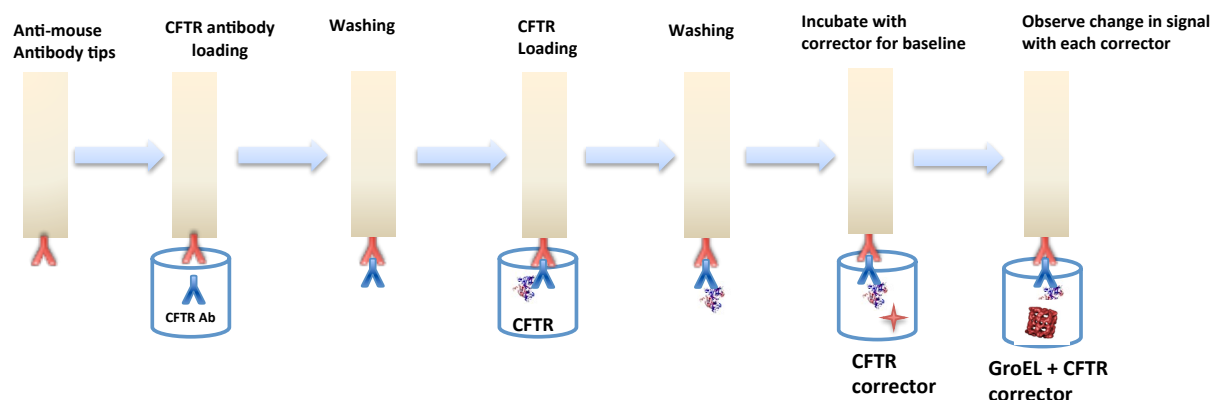 Anti-mouse
Antibody tips
CFTR antibody
loading
Washing
CFTR
Loading
Washing
Incubate with
corrector for baseline
Observe change in signal
with each corrector
CFTR Ab
CFTR
CFTR
corrector
GroEL + CFTR
corrector